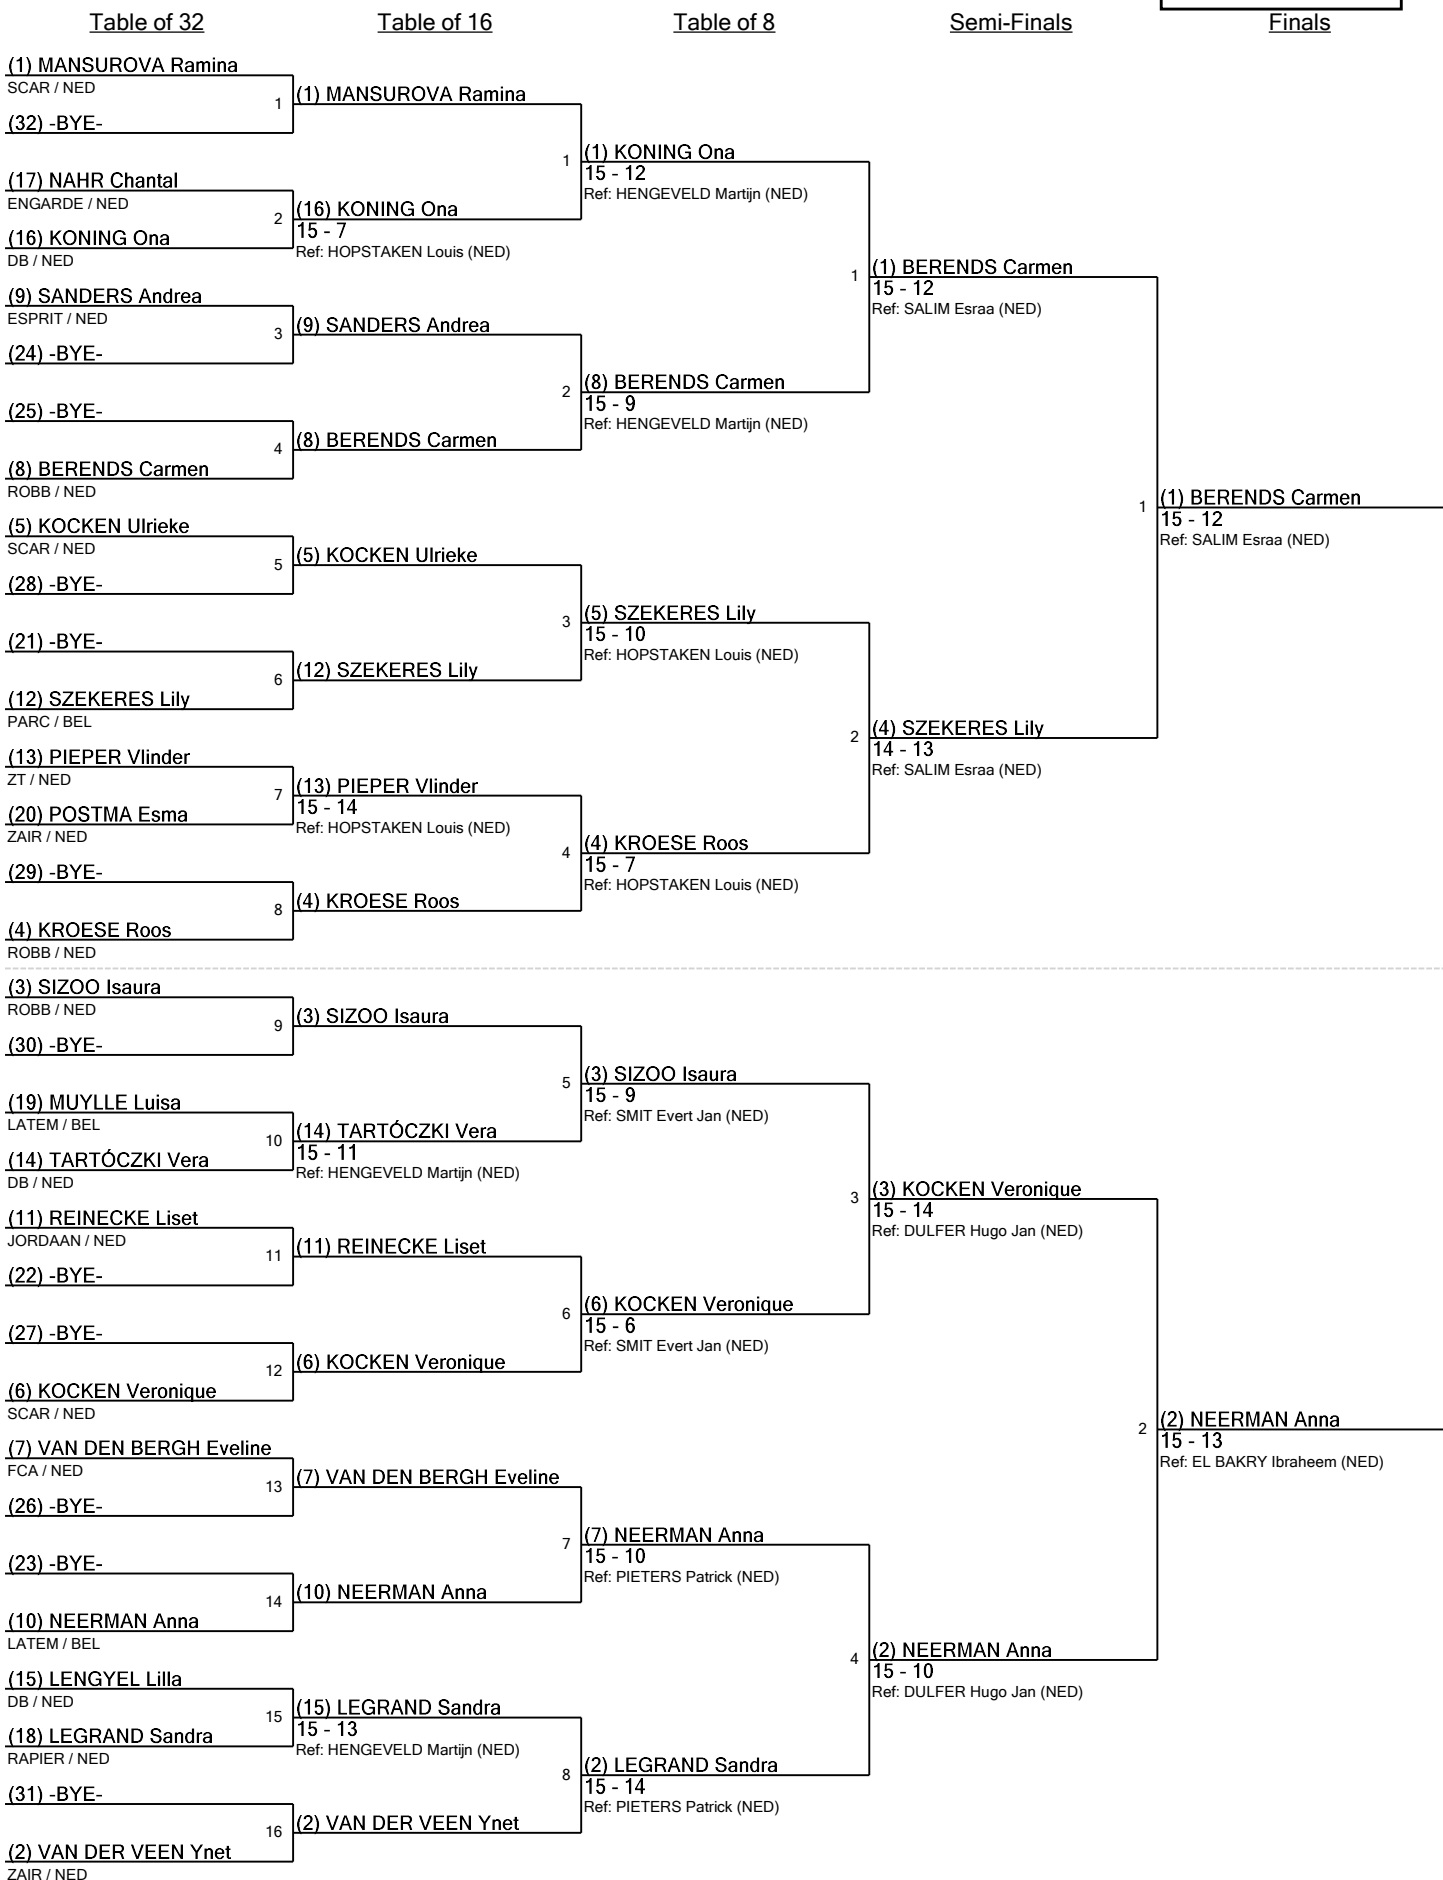 Table of 32
Table of 16
Table of 8
Semi-Finals
Finals
(1) MANSUROVA Ramina
SCAR / NED
(32) -BYE-
1
(17) NAHR Chantal
ENGARDE / NED
(16) KONING Ona
DB / NED
2
(9) SANDERS Andrea
ESPRIT / NED
(24) -BYE-
3
(25) -BYE-
(8) BERENDS Carmen
ROBB / NED
4
(5) KOCKEN Ulrieke
SCAR / NED
(28) -BYE-
5
(21) -BYE-
(12) SZEKERES Lily
PARC / BEL
6
(13) PIEPER Vlinder
ZT / NED
(20) POSTMA Esma
ZAIR / NED
7
(29) -BYE-
(4) KROESE Roos
ROBB / NED
8
(3) SIZOO Isaura
ROBB / NED
(30) -BYE-
9
(19) MUYLLE Luisa
LATEM / BEL
(14) TARTÓCZKI Vera
DB / NED
10
(11) REINECKE Liset
JORDAAN / NED
(22) -BYE-
11
(27) -BYE-
(6) KOCKEN Veronique
SCAR / NED
12
(7) VAN DEN BERGH Eveline
FCA / NED
(26) -BYE-
13
(23) -BYE-
(10) NEERMAN Anna
LATEM / BEL
14
(15) LENGYEL Lilla
DB / NED
(18) LEGRAND Sandra
RAPIER / NED
15
(31) -BYE-
(2) VAN DER VEEN Ynet
ZAIR / NED
16
(1) MANSUROVA Ramina
(16) KONING Ona
15 - 7
Ref: HOPSTAKEN Louis (NED)
1
(9) SANDERS Andrea
(8) BERENDS Carmen
2
(5) KOCKEN Ulrieke
(12) SZEKERES Lily
3
(13) PIEPER Vlinder
15 - 14
Ref: HOPSTAKEN Louis (NED)
(4) KROESE Roos
4
(3) SIZOO Isaura
(14) TARTÓCZKI Vera
15 - 11
Ref: HENGEVELD Martijn (NED)
5
(11) REINECKE Liset
(6) KOCKEN Veronique
6
(7) VAN DEN BERGH Eveline
(10) NEERMAN Anna
7
(15) LEGRAND Sandra
15 - 13
Ref: HENGEVELD Martijn (NED)
(2) VAN DER VEEN Ynet
8
(1) KONING Ona
15 - 12
Ref: HENGEVELD Martijn (NED)
(8) BERENDS Carmen
15 - 9
Ref: HENGEVELD Martijn (NED)
1
(5) SZEKERES Lily
15 - 10
Ref: HOPSTAKEN Louis (NED)
(4) KROESE Roos
15 - 7
Ref: HOPSTAKEN Louis (NED)
2
(3) SIZOO Isaura
15 - 9
Ref: SMIT Evert Jan (NED)
(6) KOCKEN Veronique
15 - 6
Ref: SMIT Evert Jan (NED)
3
(7) NEERMAN Anna
15 - 10
Ref: PIETERS Patrick (NED)
(2) LEGRAND Sandra
15 - 14
Ref: PIETERS Patrick (NED)
4
(1) BERENDS Carmen
15 - 12
Ref: SALIM Esraa (NED)
(4) SZEKERES Lily
14 - 13
Ref: SALIM Esraa (NED)
1
(3) KOCKEN Veronique
15 - 14
Ref: DULFER Hugo Jan (NED)
(2) NEERMAN Anna
15 - 10
Ref: DULFER Hugo Jan (NED)
2
(1) BERENDS Carmen
15 - 12
Ref: SALIM Esraa (NED)
(2) NEERMAN Anna
15 - 13
Ref: EL BAKRY Ibraheem (NED)